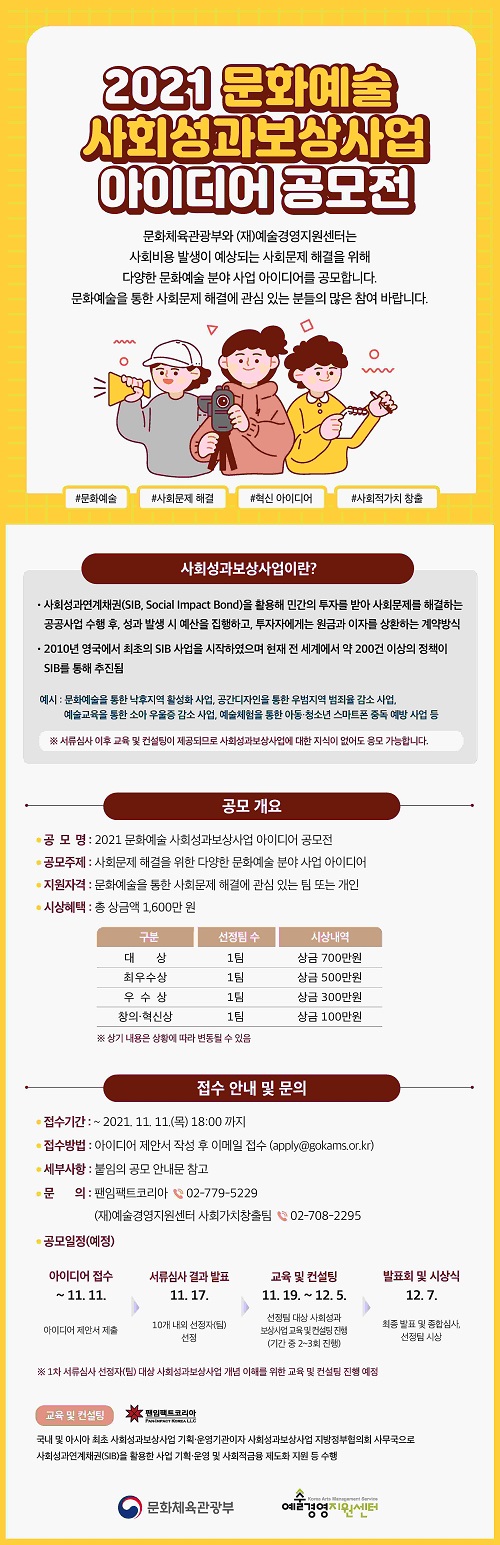 2021 문화예술
사회성과보상사업
아이디어 공모전
문화체육관광부와 (재)예술경영지원센터는
사회비용 발생이 예상되는 사회문제 해결을 위해
다양한 문화예술 분야 사업 아이디어를 공모합니다.
문화예술을 통한 사회문제 해결에 관심 있는 분들의 많은 참여 바랍니다.
#문화예술 #사회문제 해결 #혁신 아이디어 #사회적가치 창출
사회성과보상사업이란?
• 사회성과연계채권(SIB, Social Impact Bond)을 활용해 민간의 투자를 받아 사회문제를 해결하는
공공사업 수행 후, 성과 발생 시 예산을 집행하고, 투자자에게는 원금과 이자를 상환하는 계약방식
• 2010년 영국에서 최초의 SIB 사업을 시작하였으며 현재 전 세계에서 약 200건 이상의 정책이
SIB를 통해 추진됨
예시 : 문화예술을 통한 낙후지역 활성화 사업, 공간디자인을 통한 우범지역 범죄율 감소 사업,
예술교육을 통한 소아 우울증 감소 사업, 예술체험을 통한 아동·청소년 스마트폰 중독 예방 사업 등
※ 서류심사 이후 교육 및 컨설팅이 제공되므로 사회성과보상사업에 대한 지식이 없어도 응모 가능합니다.
공모 개요
• 공 모 명 : 2021 문화예술 사회성과보상사업 아이디어 공모전
• 공모주제 : 사회문제 해결을 위한 다양한 문화예술 분야 사업 아이디어
• 지원자격 : 문화예술을 통한 사회문제 해결에 관심 있는 팀 또는 개인
• 시상혜택 : 총 상금액 1,600만 원
구분 선정팀 수 시상내역
대 상 1팀 상금 700만원
최우수상 1팀 상금 500만원
우 수 상 1팀 상금 300만원
창의·혁신상 1팀 상금 100만원
※ 상기 내용은 상황에 따라 변동될 수 있음
접수 안내 및 문의
• 접수기간 : ~ 2021. 11. 11.(목) 18:00 까지
• 접수방법 : 아이디어 제안서 작성 후 이메일 접수 (apply@gokams.or.kr)
• 세부사항 : 붙임의 공모 안내문 참고
• 문 의 : 팬임팩트코리아 02-779-5229
(재)예술경영지원센터 사회가치창출팀 02-708-2295
• 공모일정(예정)
아이디어 접수 서류심사 결과 발표 교육 및 컨설팅 발표회 및 시상식
~ 11. 11. 11. 17. 11. 19. ~ 12. 5. 12. 7.
아이디어 제안서 제출 10개 내외 선정자(팀) 선정팀 대상 사회성과 최종 발표 및 종합심사,
선정 보상사업 교육 및 컨설팅 진행 선정팀 시상
(기간 중 2~3회 진행)
※ 1차 서류심사 선정자(팀) 대상 사회성과보상사업 개념 이해를 위한 교육 및 컨설팅 진행 예정
교육 및 컨설팅 팬임팩트코리아
PAN IMPACT KOREA LLC
국내 및 아시아 최초 사회성과보상사업 기획·운영기관이자 사회성과보상사업 지방정부협의회 사무국으로
사회성과연계채권(SIB)을 활용한 사업 기획·운영 및 사회적금융 제도화 지원 등 수행
문화체육관광부
Korea Arts Management Service
예술경영지원센터